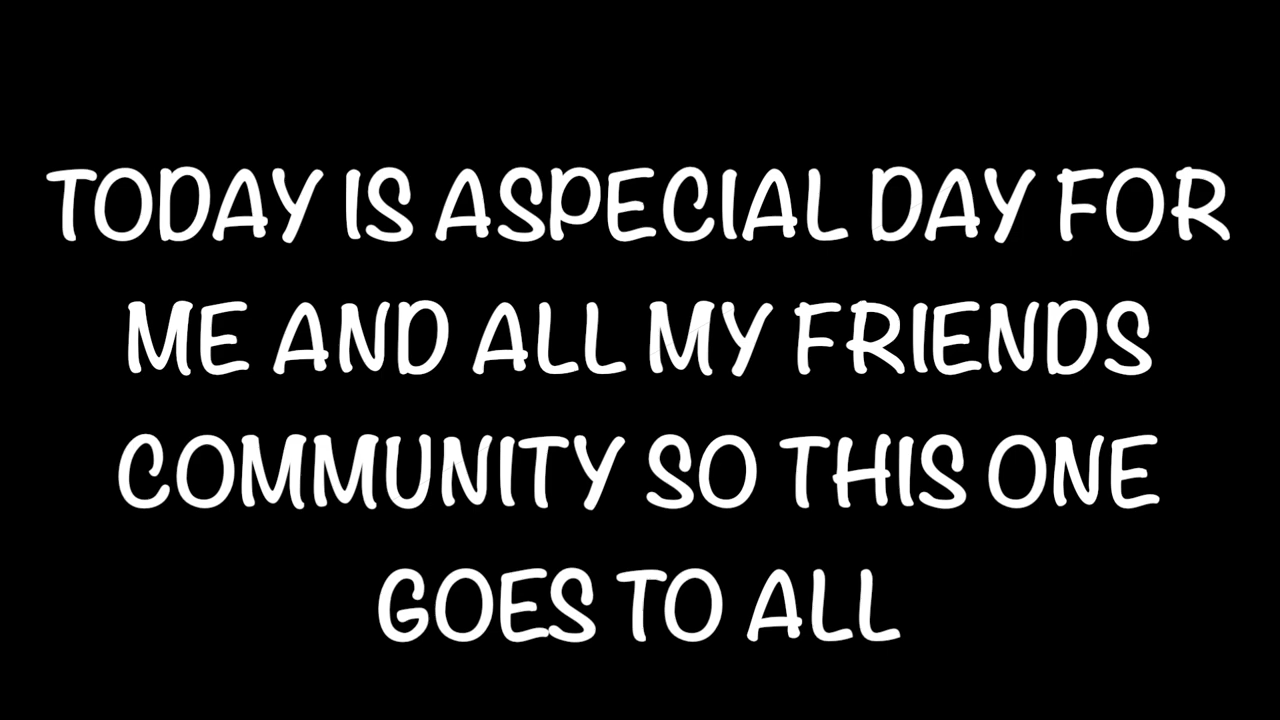 TODAY IS ASPECIAL DAY FOR
ME AND ALL MY FRIENDS
COMMUNITY SO THIS ONE
GOES TO ALL